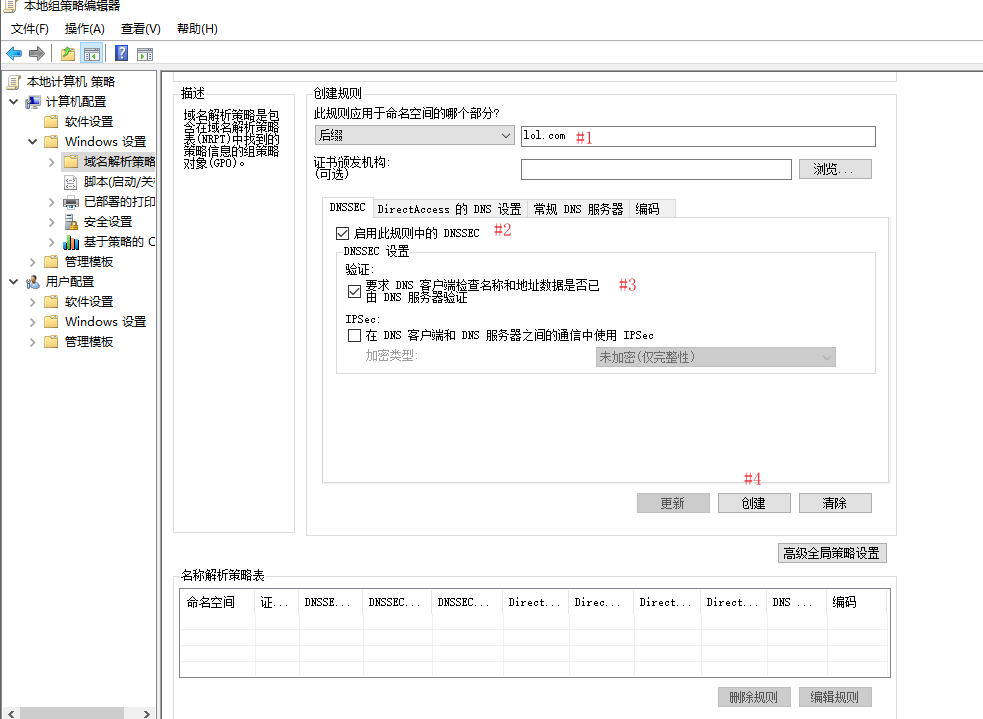 本地组策略编辑器
文件(F) 操作(A) 查看(V) 帮助(H)
本地计算机 策略
计算机配置
软件设置
Windows 设置
域名解析策略
脚本(启动/关
已部署的打印
安全设置
基于策略的 Q
管理模板
用户配置
软件设置
Windows 设置
管理模板
描述
域名解析策略是包
含在域名解析策略
表(NRPT)中找到的
策略信息的组策略
对象(GPO)。
创建规则
此规则应用于命名空间的哪个部分?
后缀 lol.com #1
证书颁发机构:
(可选)
浏览...
DNSSEC DirectAccess 的 DNS 设置 常规 DNS 服务器 编码
启用此规则中的 DNSSEC #2
DNSSEC 设置
验证:
要求 DNS 客户端检查名称和地址数据是否已 #3
由 DNS 服务器验证
IPSec:
在 DNS 客户端和 DNS 服务器之间的通信中使用 IPSec
加密类型: 未加密(仅完整性)
#4
更新 创建 清除
高级全局策略设置
名称解析策略表
命名空间 证... DNSSE... DNSSEC... DNSSEC... Direct... Direc... Direct... Direct... DNS ... 编码
删除规则 编辑规则